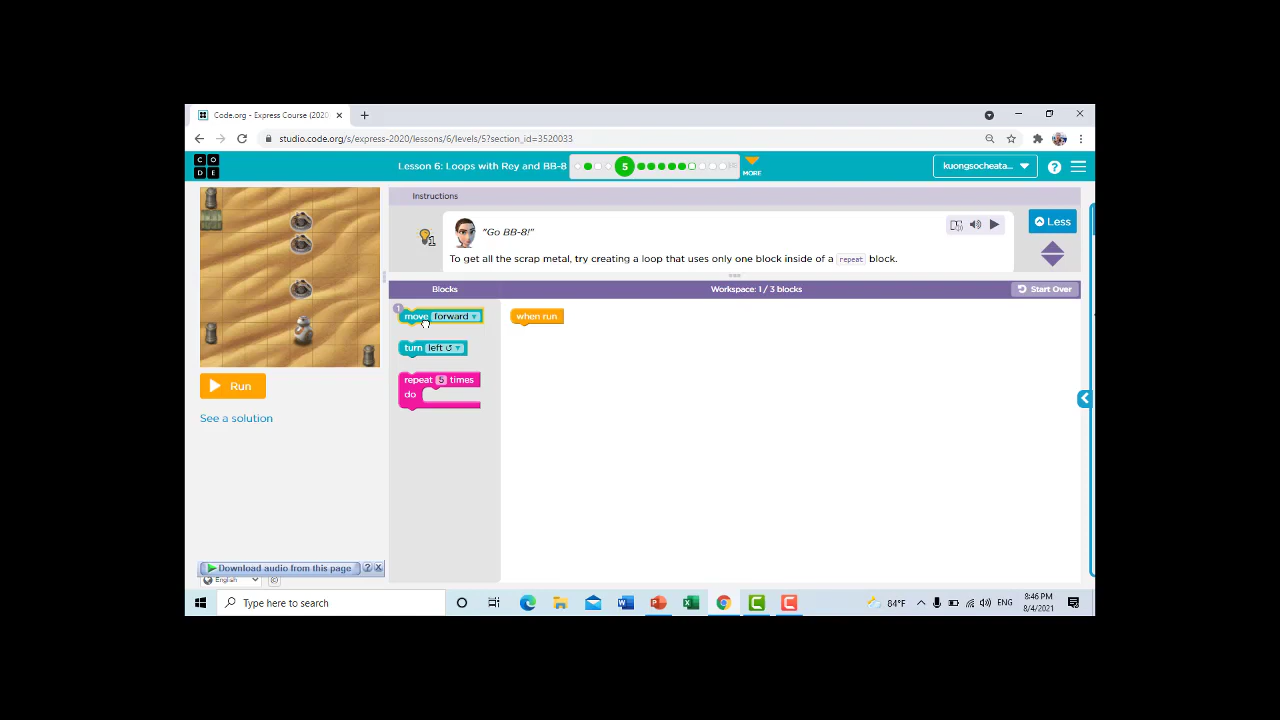 Code.org - Express Course (2020
studio.code.org/s/express-2020/lessons/6/levels/5?section_id=3520033
C O
D E
Lesson 6: Loops with Rey and BB-8
5
MORE
kuongsocheata...
Instructions
1
"Go BB-8!"
To get all the scrap metal, try creating a loop that uses only one block inside of a repeat block.
Less
Blocks
Workspace: 1 / 3 blocks
Start Over
1
move forward
when run
turn left
repeat 5 times
do
Run
See a solution
Download audio from this page
English
Type here to search
84°F
ENG
8:46 PM
8/4/2021